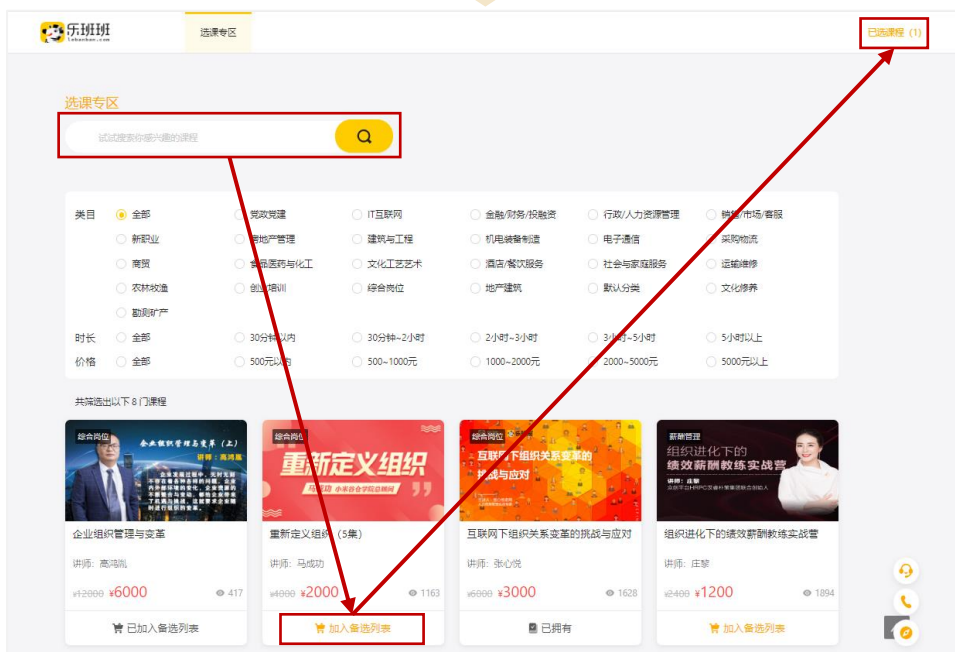 乐班班
lebanban.com
选课专区
已选课程 (1)
选课专区
试试搜索你感兴趣的课程
类目 全部 党政党建 IT互联网 金融/财务/投融资 行政/人力资源管理 销售/市场/客服
新职业 房地产管理 建筑与工程 机电装备制造 电子通信 采购物流
商贸 食品医药与化工 文化工艺艺术 酒店/餐饮服务 社会与家庭服务 运输维修
农林牧渔 创业培训 综合岗位 地产建筑 默认分类 文化修养
勘测矿产
时长 全部 30分钟以内 30分钟~2小时 2小时~3小时 3小时~5小时 5小时以上
价格 全部 500元以内 500~1000元 1000~2000元 2000~5000元 5000元以上
共筛选出以下 8 门课程
综合岗位
企业组织管理与变革（上）
讲师：高鸿鹏
综合岗位
重新定义组织
马成功 小米谷仓学院总顾问
综合岗位
互联网下组织关系变革的
挑战与应对
薪酬管理
组织进化下的
绩效薪酬教练实战营
讲师：庄黎
企业组织管理与变革 重新定义组织（5集） 互联网下组织关系变革的挑战与应对 组织进化下的绩效薪酬教练实战营
讲师：马成功 讲师：张心悦 讲师：庄黎
¥12000 ¥6000 417 ¥4000 ¥2000 1163 ¥6000 ¥3000 1628 ¥2400 ¥1200 1894
已加入备选列表 加入备选列表 已拥有 加入备选列表